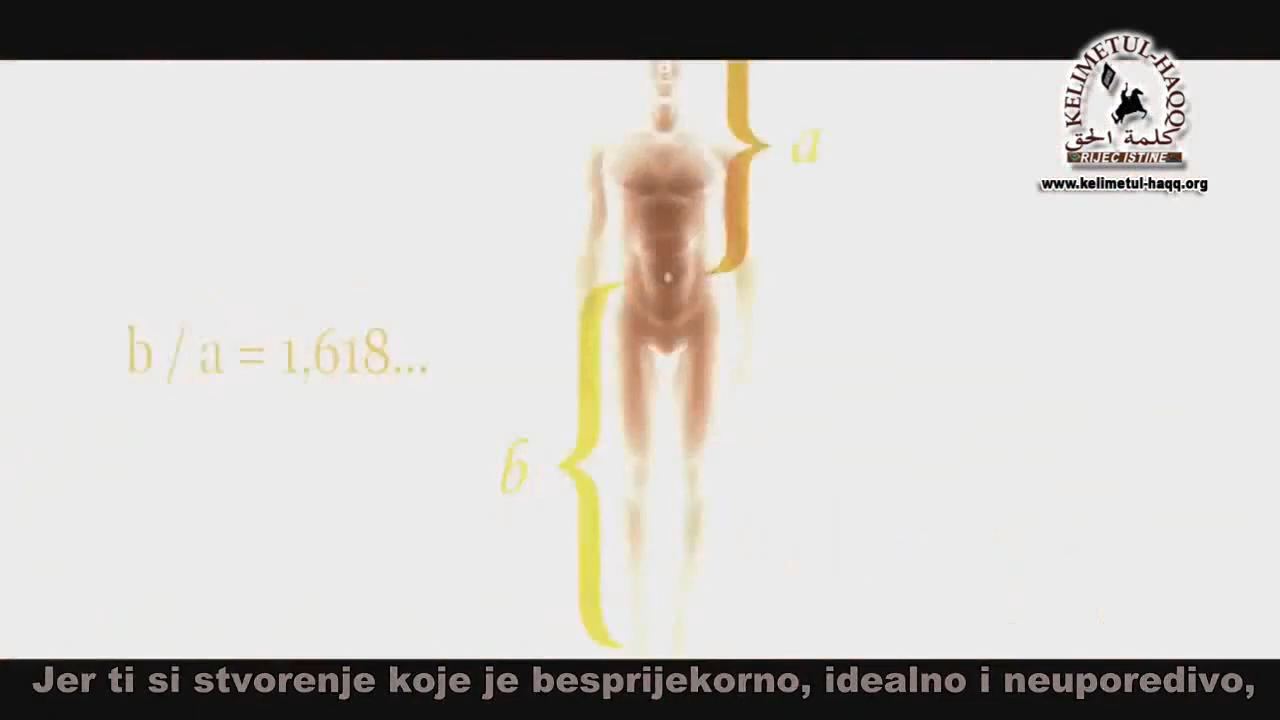 KELIMETUL-HAQQ
كلمة الحق
RIJEC ISTINE
www.kelimetul-haqq.org
a
b / a = 1,618...
b
Jer ti si stvorenje koje je besprijekorno, idealno i neuporedivo,